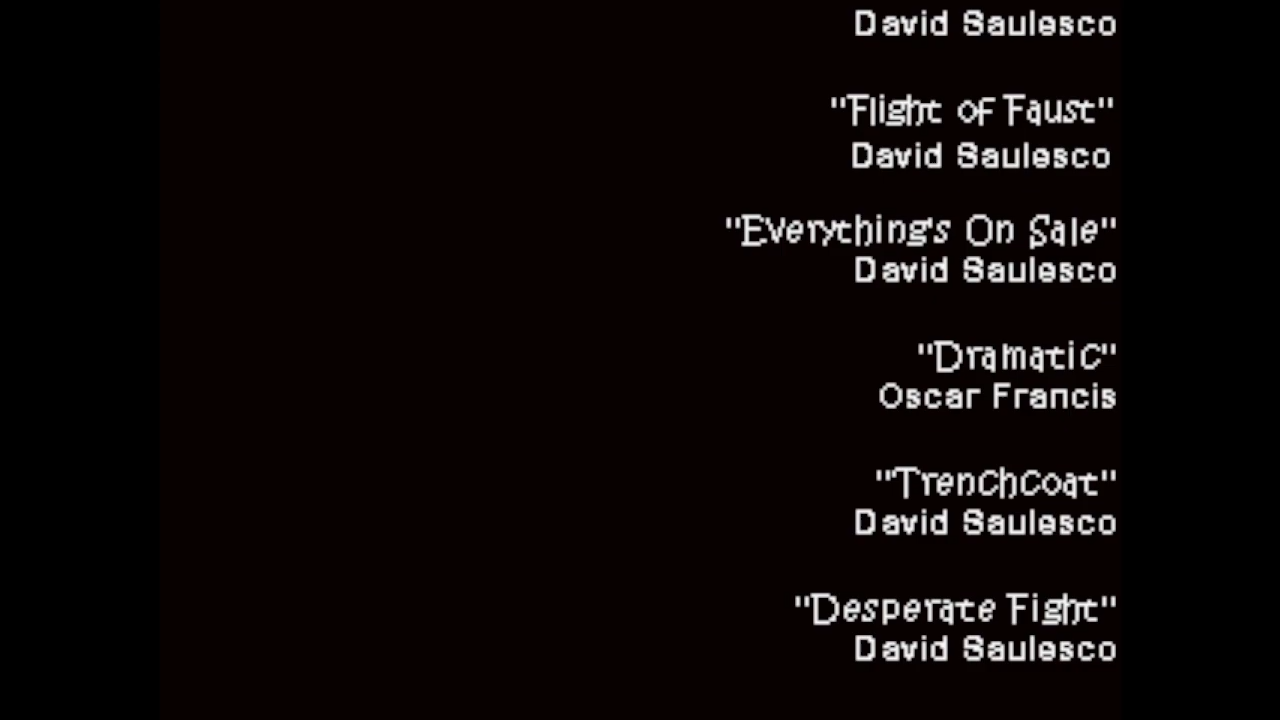 David Saulesco
"Flight of Faust"
David Saulesco
"Everything's On Sale"
David Saulesco
"Dramatic"
Oscar Francis
"Trenchcoat"
David Saulesco
"Desperate Fight"
David Saulesco